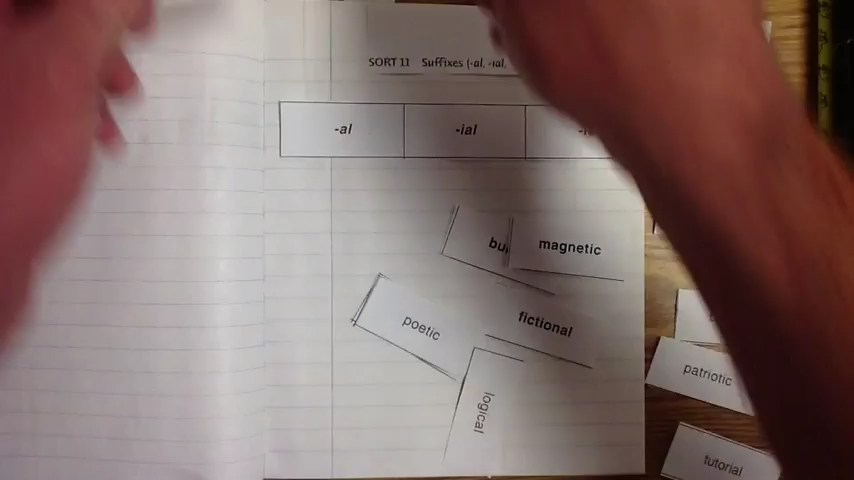 SORT 11 Suffixes (-al, -ial,
-al -ial
magnetic
fictional
poetic
logical
patriotic
tutorial